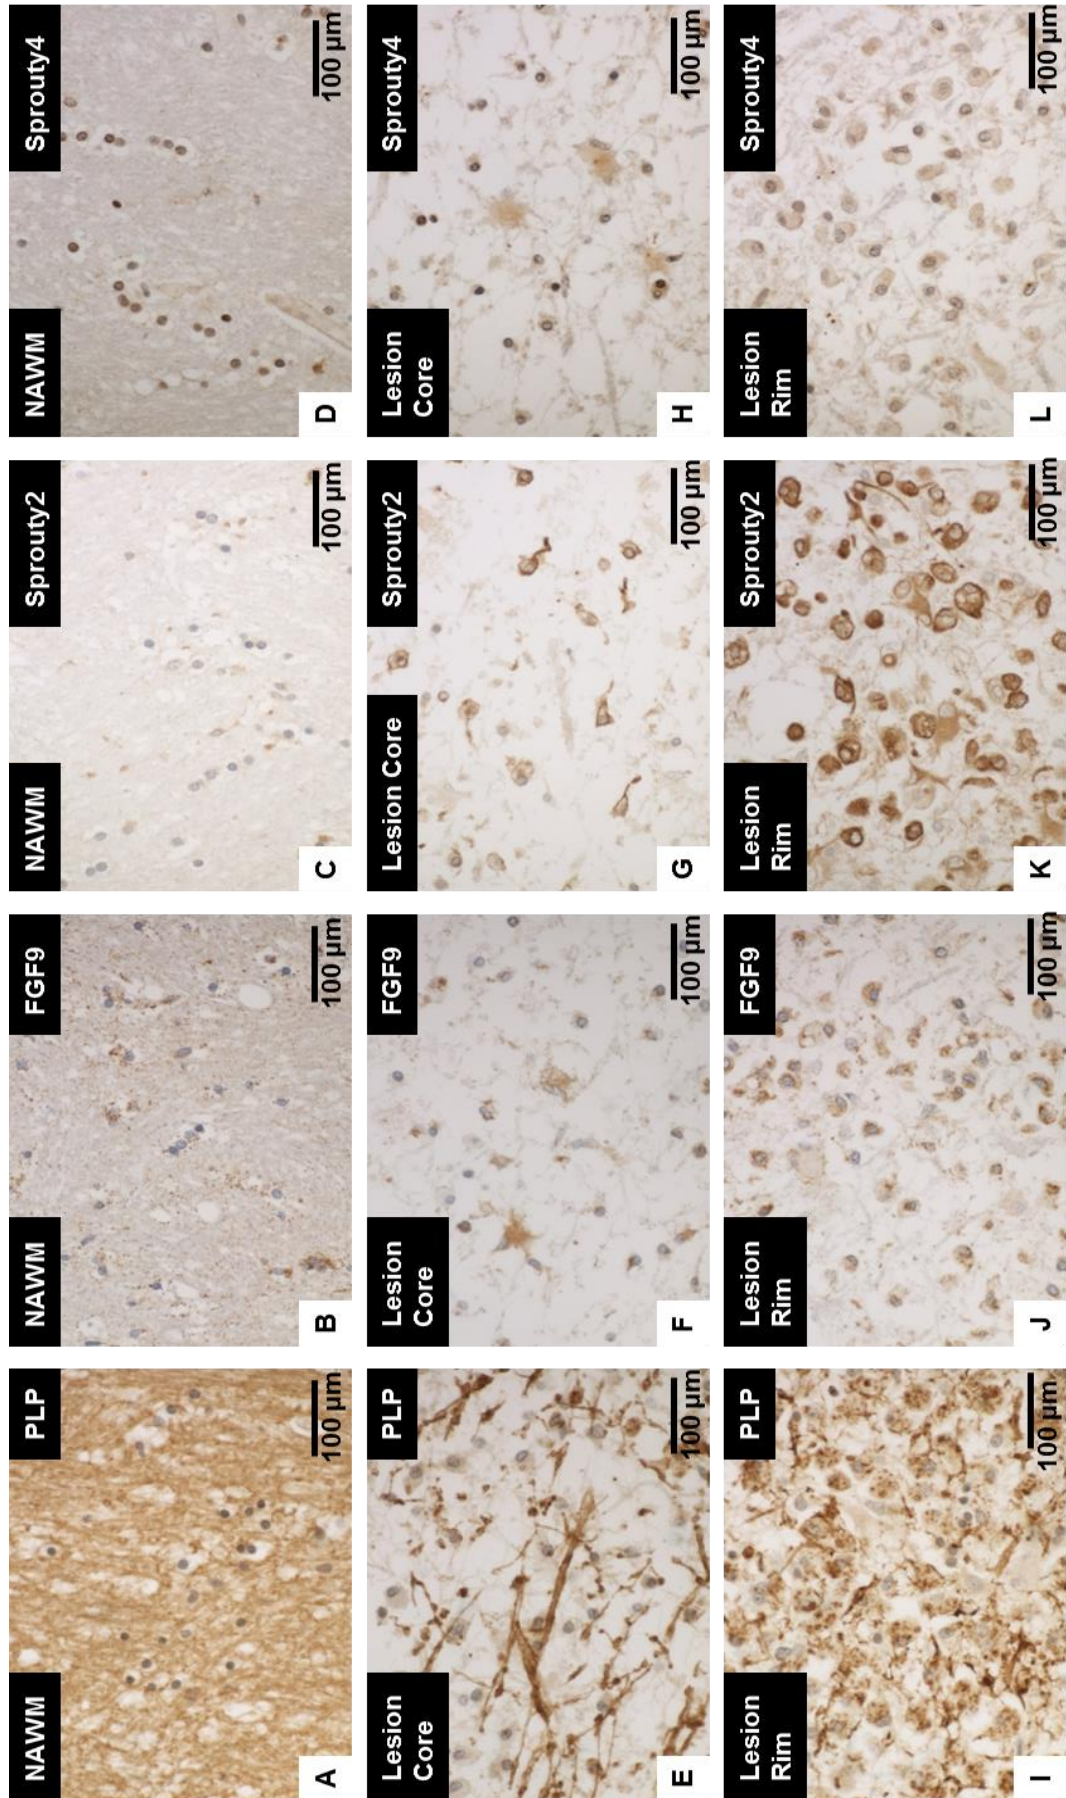 NAWM
PLP
A
100 µm
NAWM
FGF9
B
100 µm
NAWM
Sprouty2
C
100 µm
NAWM
Sprouty4
D
100 µm
Lesion
Core
PLP
E
100 µm
Lesion
Core
FGF9
F
100 µm
Lesion Core
Sprouty2
G
100 µm
Lesion
Core
Sprouty4
H
100 µm
Lesion
Rim
PLP
I
100 µm
Lesion
Rim
J
100 µm
FGF9
Lesion
Rim
Sprouty2
K
100 µm
Lesion
Rim
Sprouty4
L
100 µm